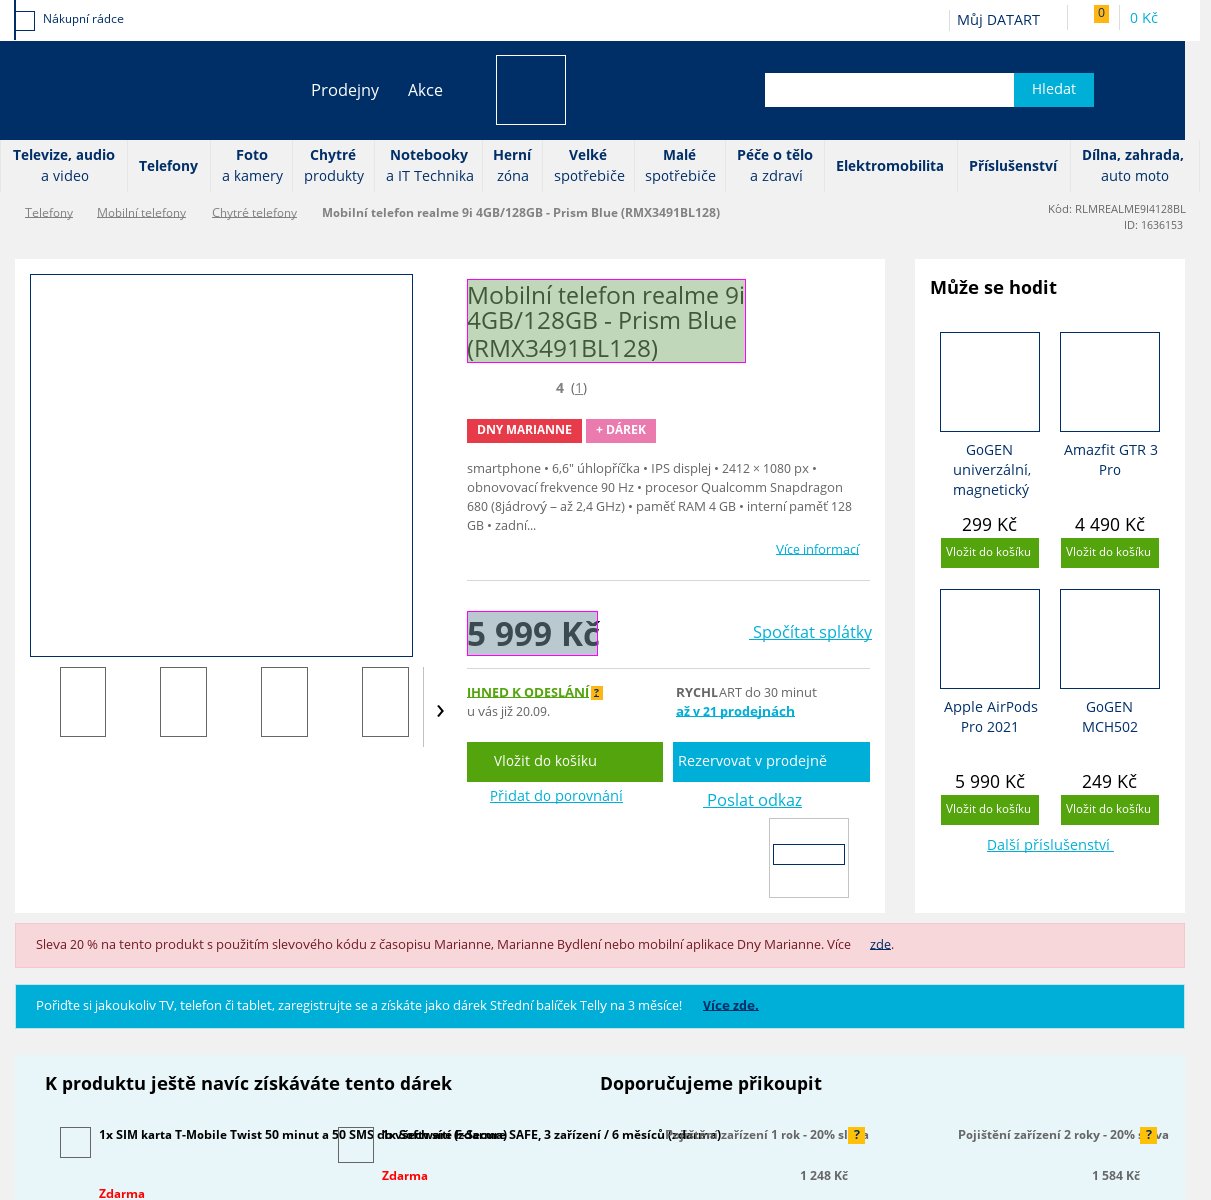 Nákupní rádce
Můj DATART
0
0 Kč
Prodejny
Akce
Hledat
Televize, audio
a video
Telefony
Foto
a kamery
Chytré
produkty
Notebooky
a IT Technika
Herní
zóna
Velké
spotřebiče
Malé
spotřebiče
Péče o tělo
a zdraví
Elektromobilita
Příslušenství
Dílna, zahrada,
auto moto
Telefony
Mobilní telefony
Chytré telefony
Mobilní telefon realme 9i 4GB/128GB - Prism Blue (RMX3491BL128)
Kód: RLMREALME9I4128BL
ID: 1636153
Mobilní telefon realme 9i
4GB/128GB - Prism Blue
(RMX3491BL128)
4 (1)
DNY MARIANNE
+ DÁREK
smartphone • 6,6" úhlopříčka • IPS displej • 2412 × 1080 px •
obnovovací frekvence 90 Hz • procesor Qualcomm Snapdragon
680 (8jádrový – až 2,4 GHz) • paměť RAM 4 GB • interní paměť 128
GB • zadní...
Více informací
5 999 Kč
Spočítat splátky
IHNED K ODESLÁNÍ ?
u vás již 20.09.
RYCHLART do 30 minut
až v 21 prodejnách
Vložit do košíku
Rezervovat v prodejně
Přidat do porovnání
Poslat odkaz
Může se hodit
GoGEN
univerzální,
magnetický
299 Kč
Vložit do košíku
Amazfit GTR 3
Pro
4 490 Kč
Vložit do košíku
Apple AirPods
Pro 2021
5 990 Kč
Vložit do košíku
GoGEN
MCH502
249 Kč
Vložit do košíku
Další příslušenství
Sleva 20 % na tento produkt s použitím slevového kódu z časopisu Marianne, Marianne Bydlení nebo mobilní aplikace Dny Marianne. Více zde.
Pořiďte si jakoukoliv TV, telefon či tablet, zaregistrujte se a získáte jako dárek Střední balíček Telly na 3 měsíce! Více zde.
K produktu ještě navíc získáváte tento dárek
1x SIM karta T-Mobile Twist 50 minut a 50 SMS do všech sítí (zdarma)
Zdarma
1x Software F-Secure SAFE, 3 zařízení / 6 měsíců (zdarma)
Zdarma
Doporučujeme přikoupit
Pojištění zařízení 1 rok - 20% sleva
?
1 248 Kč
Pojištění zařízení 2 roky - 20% sleva
?
1 584 Kč